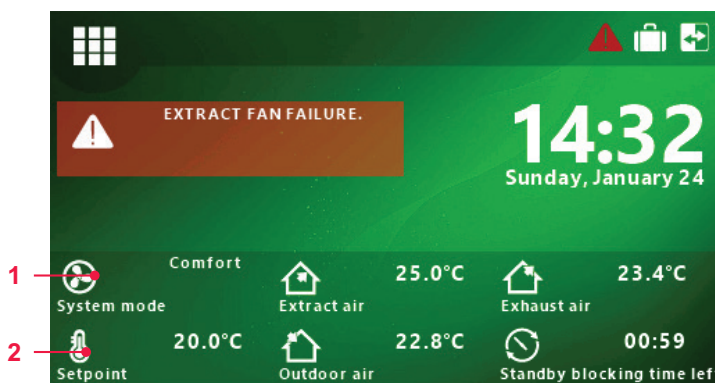 EXTRACT FAN FAILURE.
14:32
Sunday, January 24
1
Comfort
System mode
25.0°C
Extract air
23.4°C
Exhaust air
2
20.0°C
Setpoint
22.8°C
Outdoor air
00:59
Standby blocking time lef